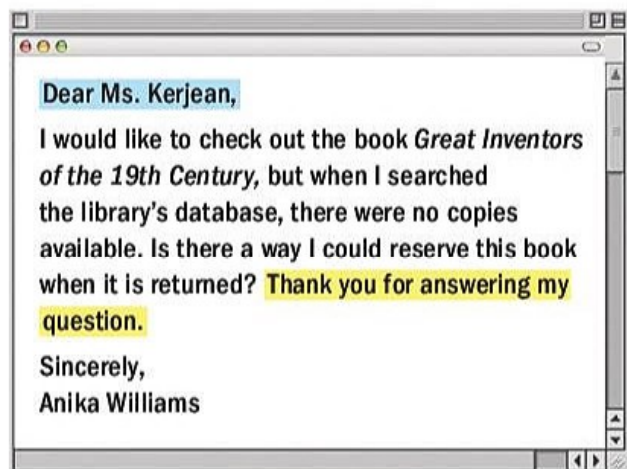 Dear Ms. Kerjean,
I would like to check out the book Great Inventors
of the 19th Century, but when I searched
the library's database, there were no copies
available. Is there a way I could reserve this book
when it is returned? Thank you for answering my
question.
Sincerely,
Anika Williams